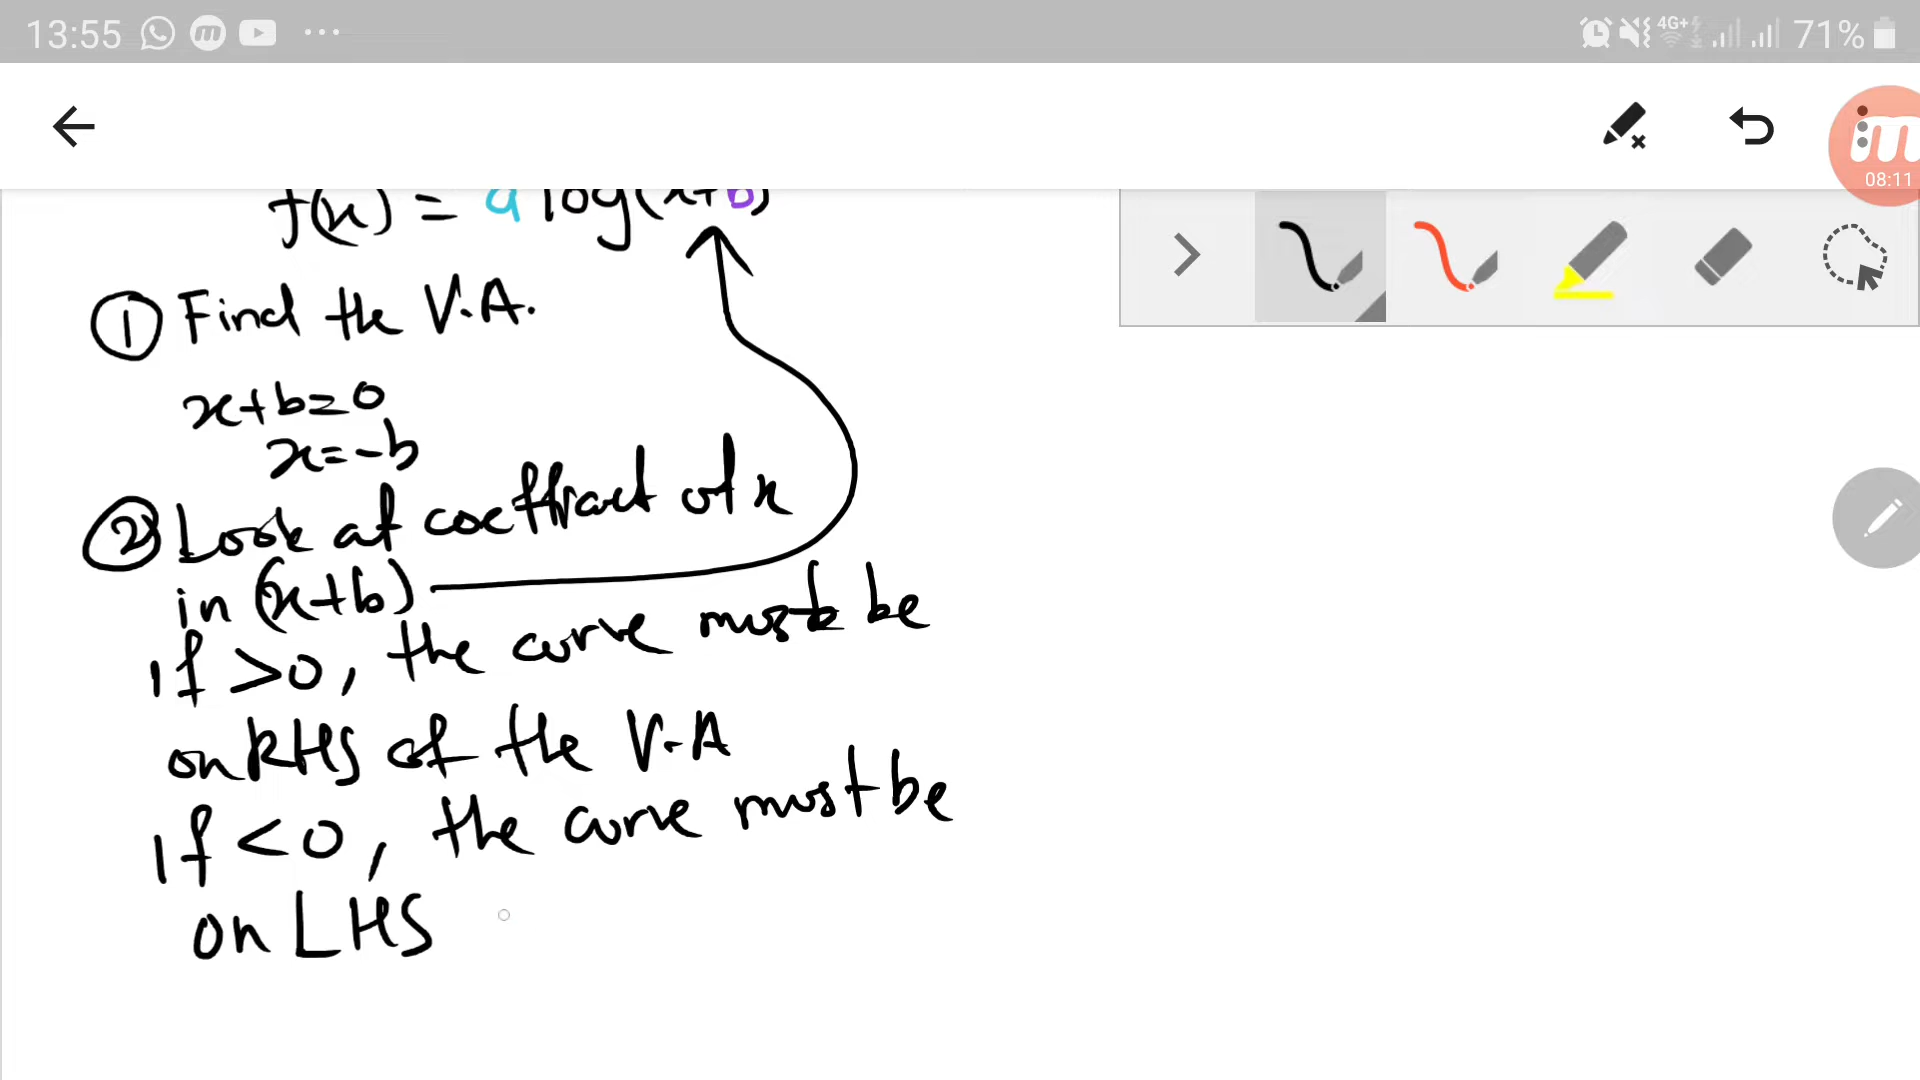 13:55 ... 4G+ 71%
08:11
f(x) = a log(x+b)
① Find the V.A.
x+b=0
x=-b
② Look at coefficient of x
in (x+b)
if >0, the curve must be
on RHS of the V.A
if <0, the curve must be
on LHS